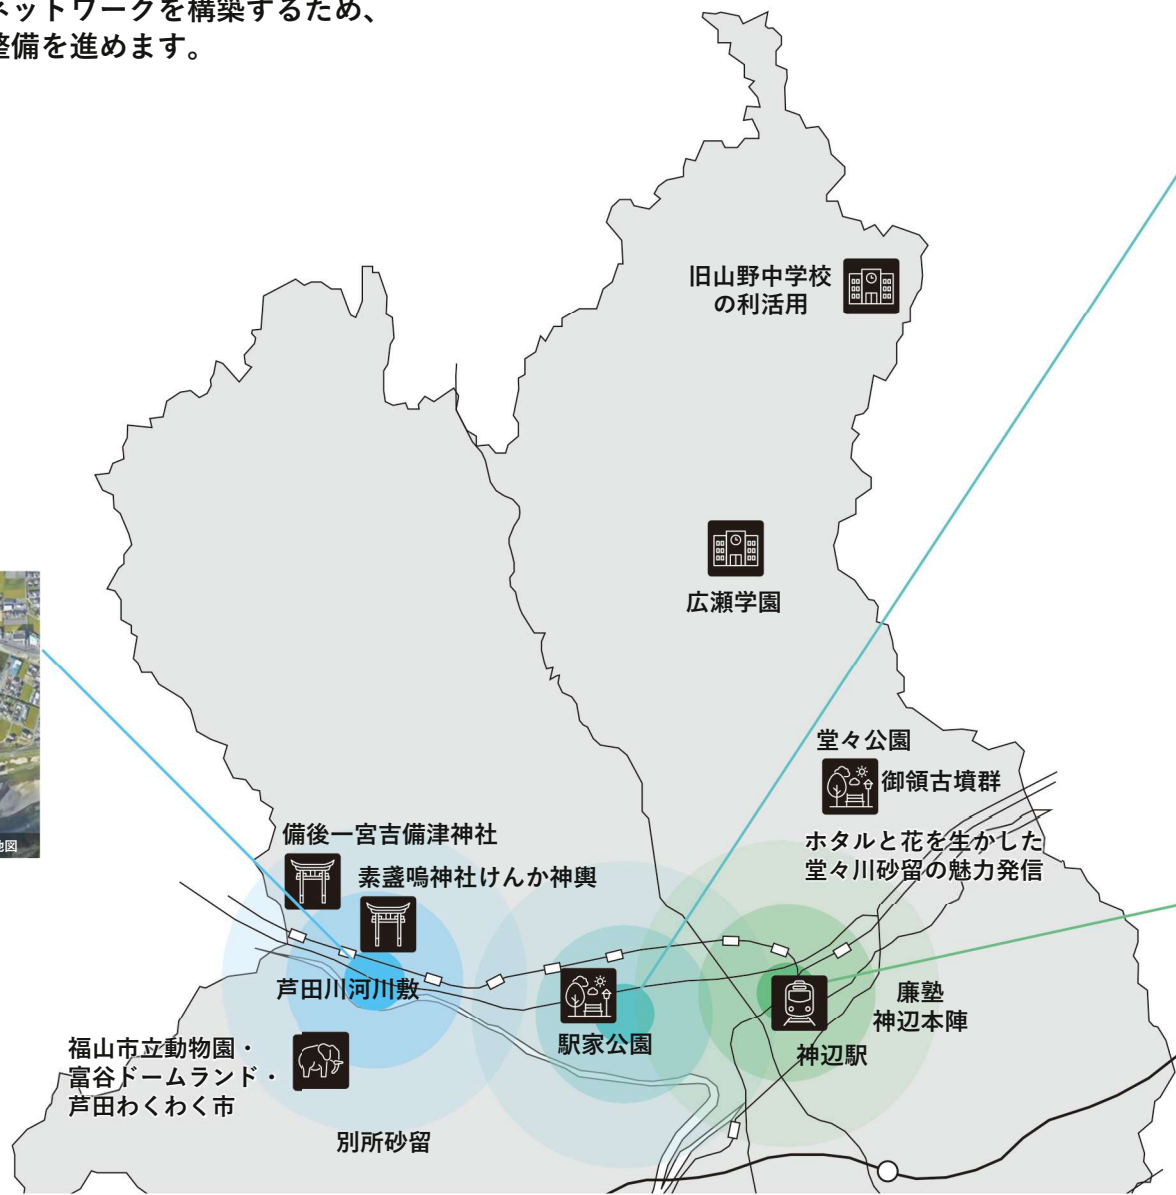 ネットワークを構築するため、
整備を進めます。
旧山野中学校
の利活用
広瀬学園
堂々公園
御領古墳群
ホタルと花を生かした
堂々川砂留の魅力発信
備後一宮吉備津神社
素盞嗚神社けんか神輿
芦田川河川敷
駅家公園
廉塾
神辺本陣
神辺駅
福山市立動物園・
富谷ドームランド・
芦田わくわく市
別所砂留